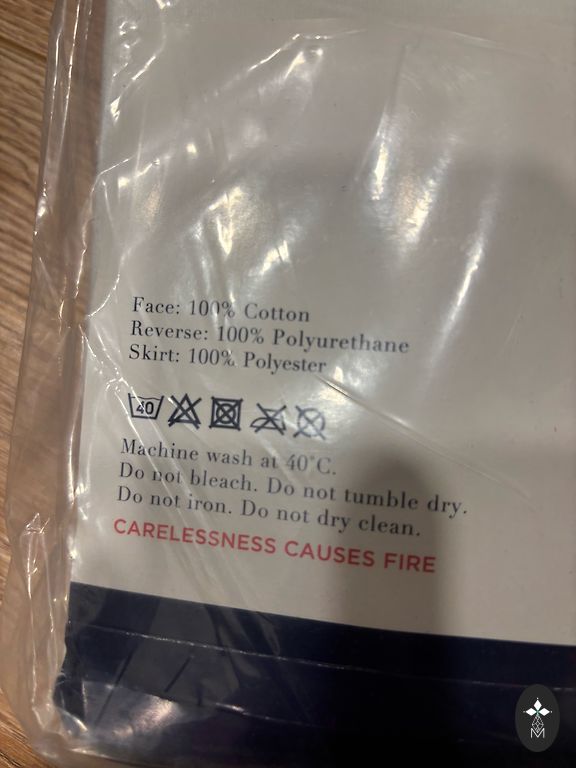 Face: 100% Cotton
Reverse: 100% Polyurethane
Skirt: 100% Polyester
40
Machine wash at 40°C.
Do not bleach. Do not tumble dry.
Do not iron. Do not dry clean.
CARELESSNESS CAUSES FIRE
M